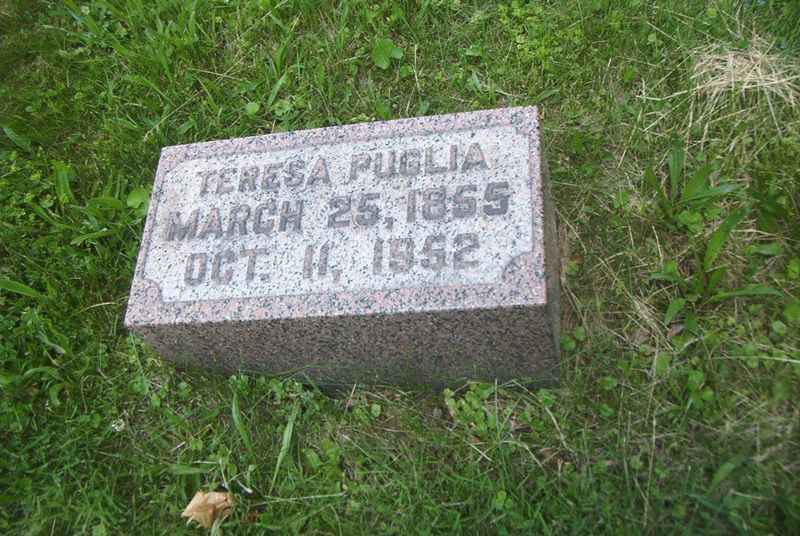 TERESA PUGLIA
MARCH 25, 1855
OCT. 11, 1952